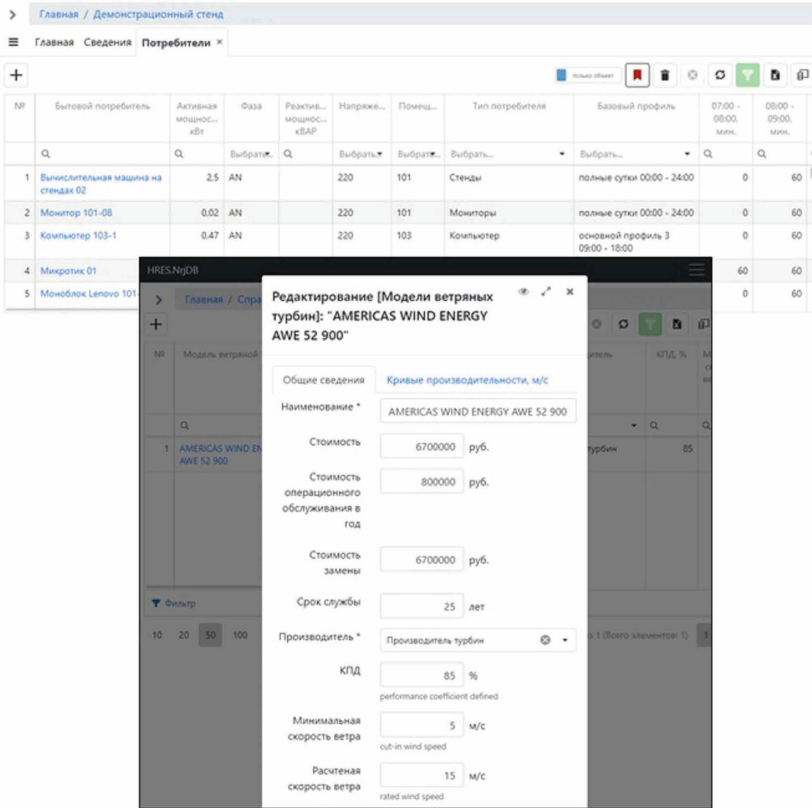 Главная / Демонстрационный стенд
Главная Сведения Потребители ×
только объект
№ Бытовой потребитель Активная мощнос... кВт Фаза Реактив... мощнос... кВАР Напряже... Помещ... Тип потребителя Базовый профиль 07:00 - 08:00, мин. 08:00 - 09:00, мин.
Выбрать... Выбрать... Выбрать... Выбрать... Выбрать...
1 Вычислительная машина на стендах 02 2.5 AN 220 101 Стенды полные сутки 00:00 - 24:00 0 60
2 Монитор 101-08 0.02 AN 220 101 Мониторы полные сутки 00:00 - 24:00 0 60
3 Компьютер 103-1 0.47 AN 220 103 Компьютер основной профиль 3 09:00 - 18:00 0 60
4 Микротик 01 60 60
5 Моноблок Lenovo 101- 0 60
HRES.NrjDB
Главная / Спра
№ Модель ветряной КПД, %
1 AMERICAS WIND EN AWE 52 900 турбин 85
Фильтр
10 20 50 100 из 1 (Всего элементов: 1) 1
Редактирование [Модели ветряных
турбин]: "AMERICAS WIND ENERGY
AWE 52 900"
Общие сведения Кривые производительности, м/с
Наименование * AMERICAS WIND ENERGY AWE 52 900
Стоимость 6700000 руб.
Стоимость
операционного
обслуживания в
год
800000 руб.
Стоимость
замены
6700000 руб.
Срок службы 25 лет
Производитель * Производитель турбин
КПД 85 %
performance coefficient defined
Минимальная
скорость ветра
5 м/с
cut-in wind speed
Расчтеная
скорость ветра
15 м/с
rated wind speed